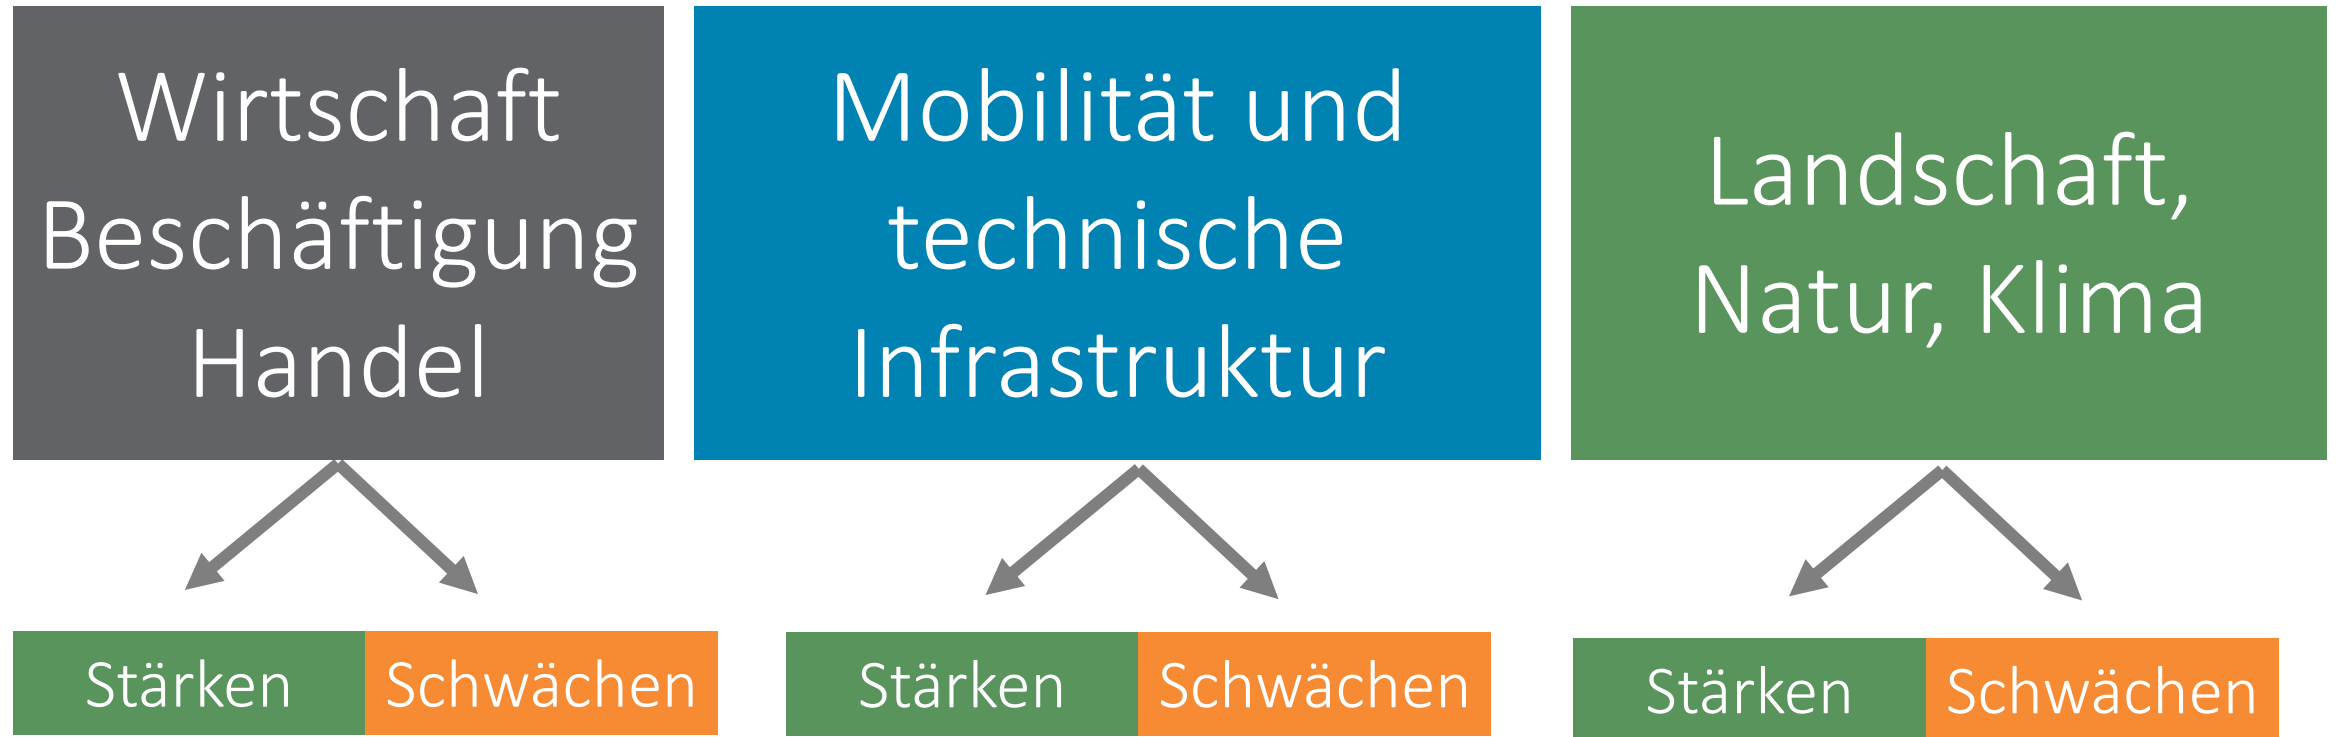 Wirtschaft
Beschäftigung
Handel
Mobilität und
technische
Infrastruktur
Landschaft,
Natur, Klima
Stärken
Schwächen
Stärken
Schwächen
Stärken
Schwächen